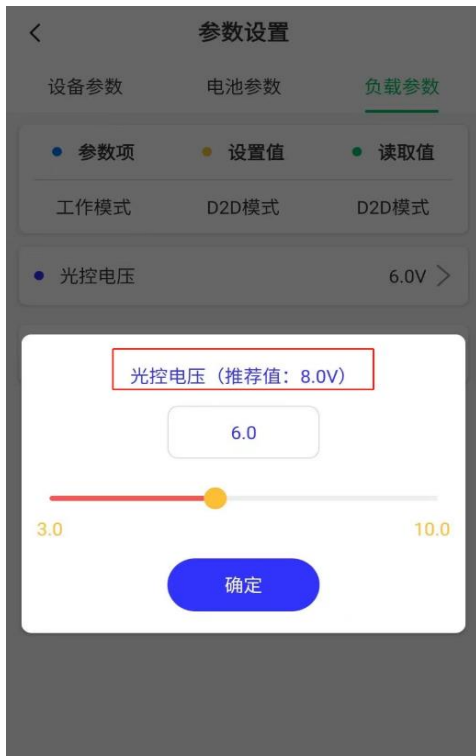 参数设置
设备参数 电池参数 负载参数
参数项 设置值 读取值
工作模式 D2D模式 D2D模式
光控电压 6.0V
光控电压（推荐值：8.0V）
6.0
3.0 10.0
确定